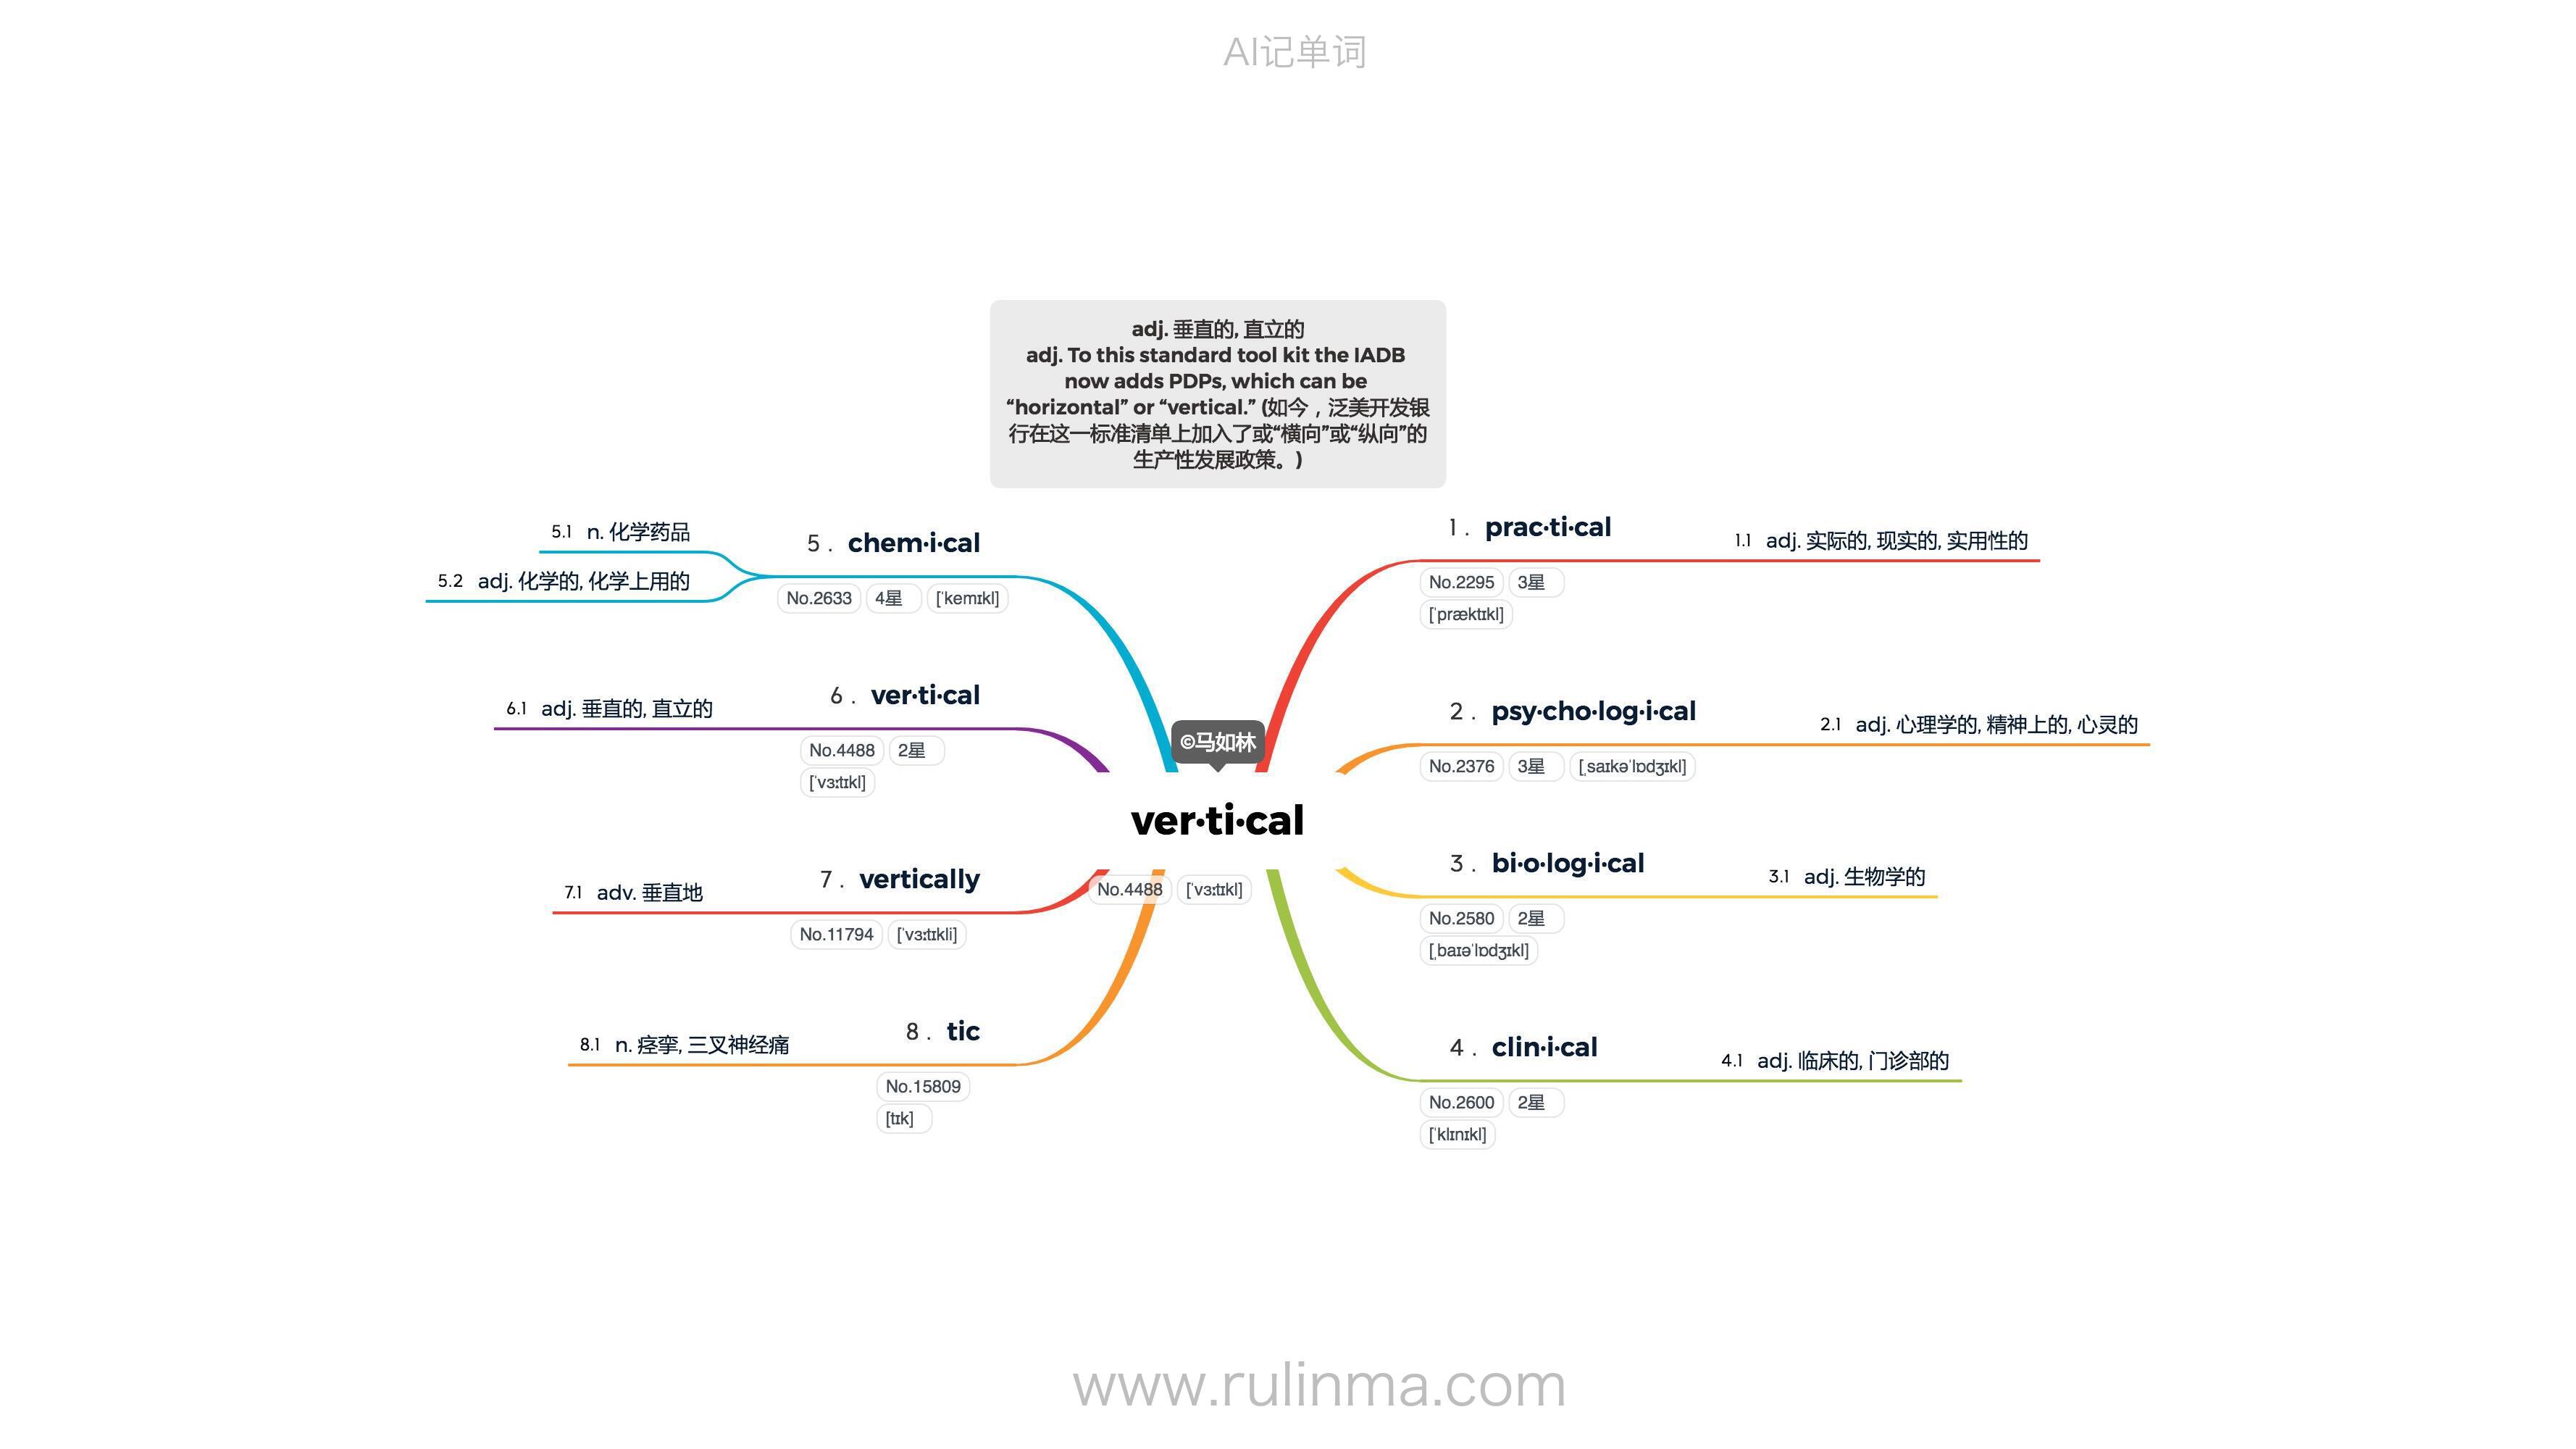 AI记单词
adj. 垂直的, 直立的
adj. To this standard tool kit the IADB
now adds PDPs, which can be
“horizontal” or “vertical.” (如今，泛美开发银
行在这一标准清单上加入了或“横向”或“纵向”的
生产性发展政策。)
©马如林
ver·ti·cal
No.4488 [ˈvɜːtɪkl]
1 . prac·ti·cal
No.2295 3星
[ˈpræktɪkl]
1.1 adj. 实际的, 现实的, 实用性的
2 . psy·cho·log·i·cal
No.2376 3星 [ˌsaɪkəˈlɒdʒɪkl]
2.1 adj. 心理学的, 精神上的, 心灵的
3 . bi·o·log·i·cal
No.2580 2星
[ˌbaɪəˈlɒdʒɪkl]
3.1 adj. 生物学的
4 . clin·i·cal
No.2600 2星
[ˈklɪnɪkl]
4.1 adj. 临床的, 门诊部的
5 . chem·i·cal
No.2633 4星 [ˈkemɪkl]
5.1 n. 化学药品
5.2 adj. 化学的, 化学上用的
6 . ver·ti·cal
No.4488 2星
[ˈvɜːtɪkl]
6.1 adj. 垂直的, 直立的
7 . vertically
No.11794 [ˈvɜːtɪkli]
7.1 adv. 垂直地
8 . tic
No.15809
[tɪk]
8.1 n. 痉挛, 三叉神经痛
www.rulinma.com